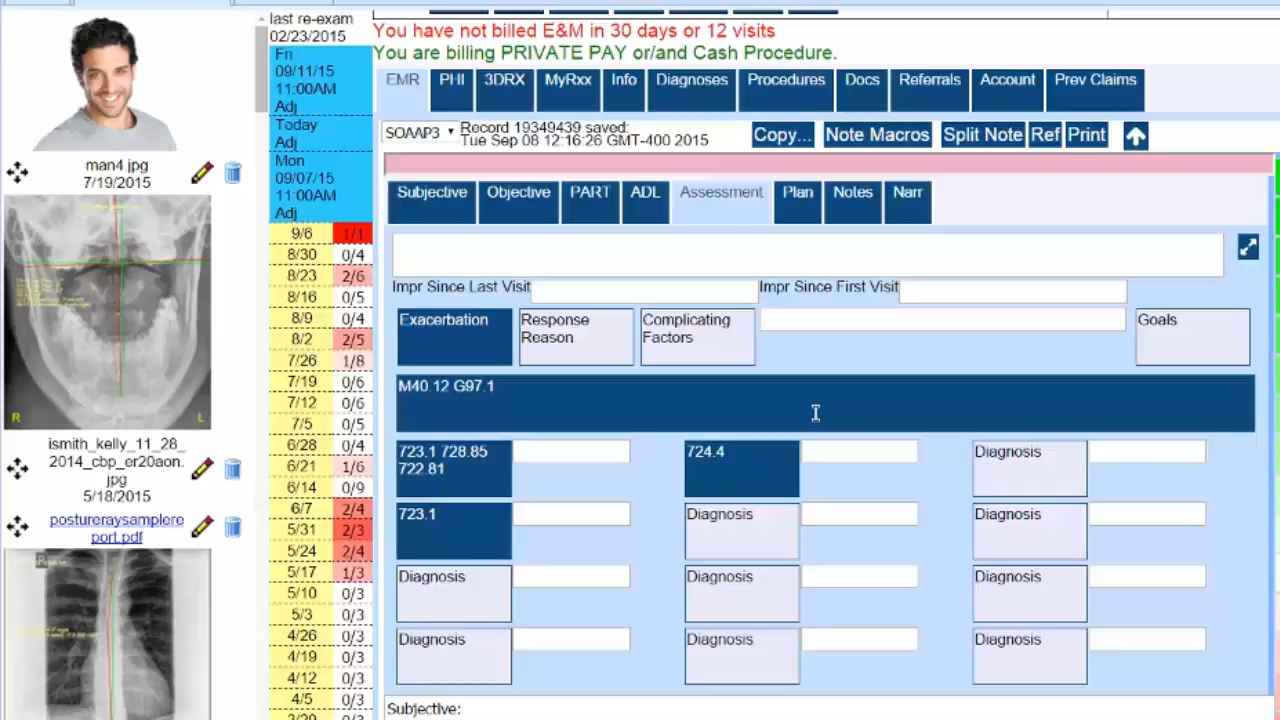 man4 jpg
7/19/2015
R
L
ismith_kelly_11_28_
2014_cbp_er20aon.
jpg
5/18/2015
postureraysamplere
port.pdf
last re-exam
02/23/2015
Fri
09/11/15
11:00AM
Adj
Today
Adj
Mon
09/07/15
11:00AM
Adj
9/6 1/1
8/30 0/4
8/23 2/6
8/16 0/5
8/9 0/4
8/2 2/5
7/26 1/8
7/19 0/6
7/12 0/6
7/5 0/5
6/28 0/4
6/21 1/6
6/14 0/9
6/7 2/4
5/31 2/3
5/24 2/4
5/17 1/3
5/10 0/3
5/3 0/3
4/26 0/3
4/19 0/3
4/12 0/3
4/5 0/3
3/29 0/3
You have not billed E&M in 30 days or 12 visits
You are billing PRIVATE PAY or/and Cash Procedure.
EMR PHI 3DRX MyRxx Info Diagnoses Procedures Docs Referrals Account Prev Claims
SOAAP3 Record 19349439 saved:
Tue Sep 08 12:16:26 GMT-400 2015
Copy... Note Macros Split Note Ref Print
Subjective Objective PART ADL Assessment Plan Notes Narr
Impr Since Last Visit Impr Since First Visit
Exacerbation
Response
Reason
Complicating
Factors
Goals
M40.12 G97.1
723.1 728.85
722.81
724.4
Diagnosis
723.1
Diagnosis
Diagnosis
Diagnosis
Diagnosis
Diagnosis
Diagnosis
Diagnosis
Diagnosis
Subjective: